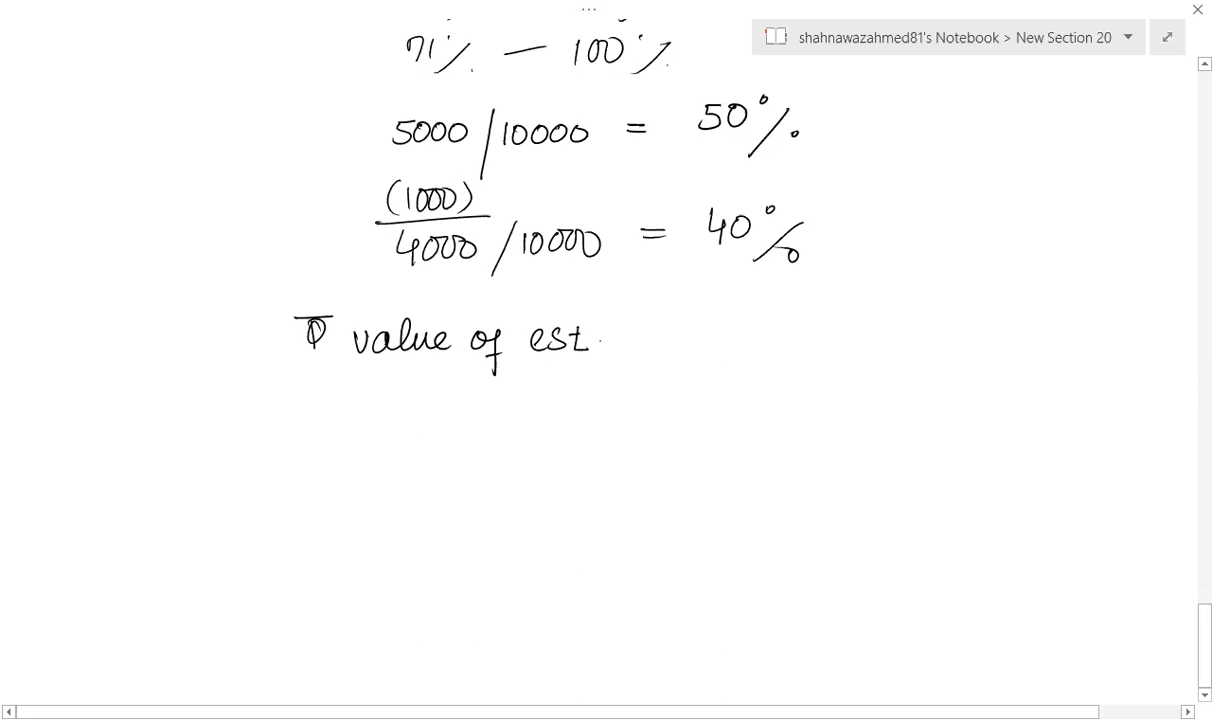 ...
shahnawazahmed81's Notebook > New Section 20
71% — 100%
5000/10000 = 50%
(1000)
4000/10000 = 40%
value of est.